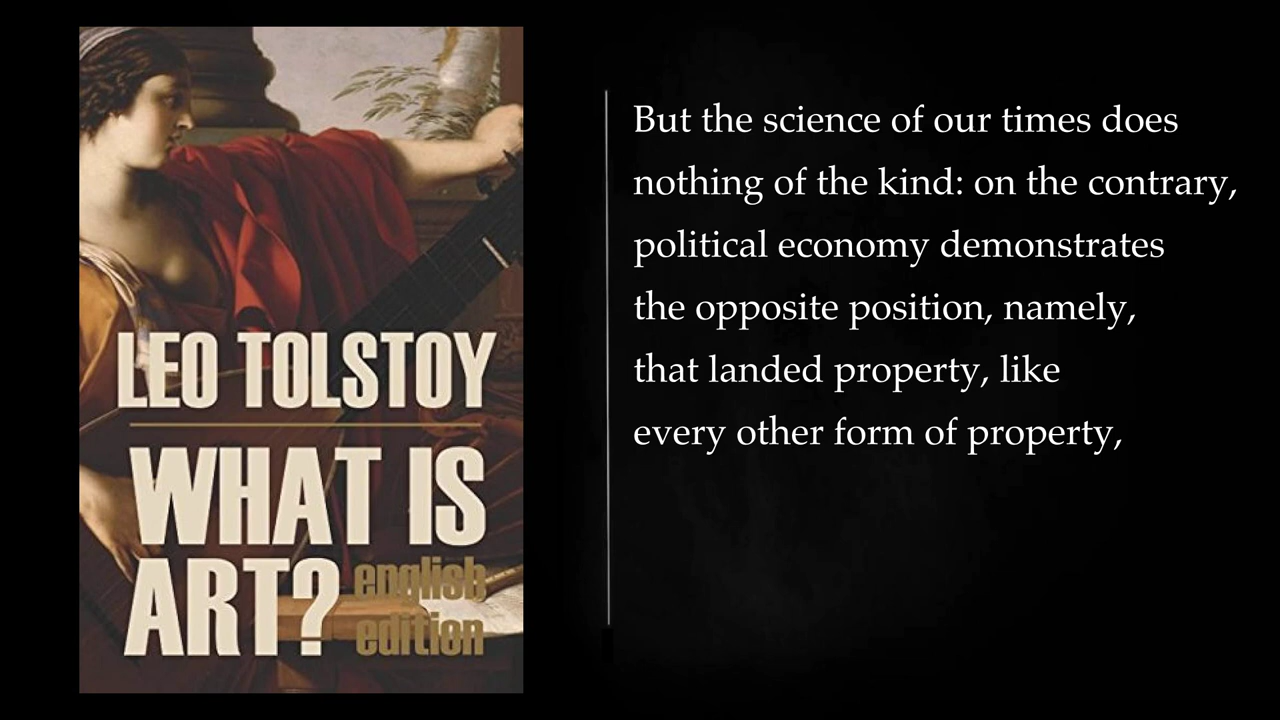 LEO TOLSTOY
WHAT IS
ART?
english
edition
But the science of our times does
nothing of the kind: on the contrary,
political economy demonstrates
the opposite position, namely,
that landed property, like
every other form of property,